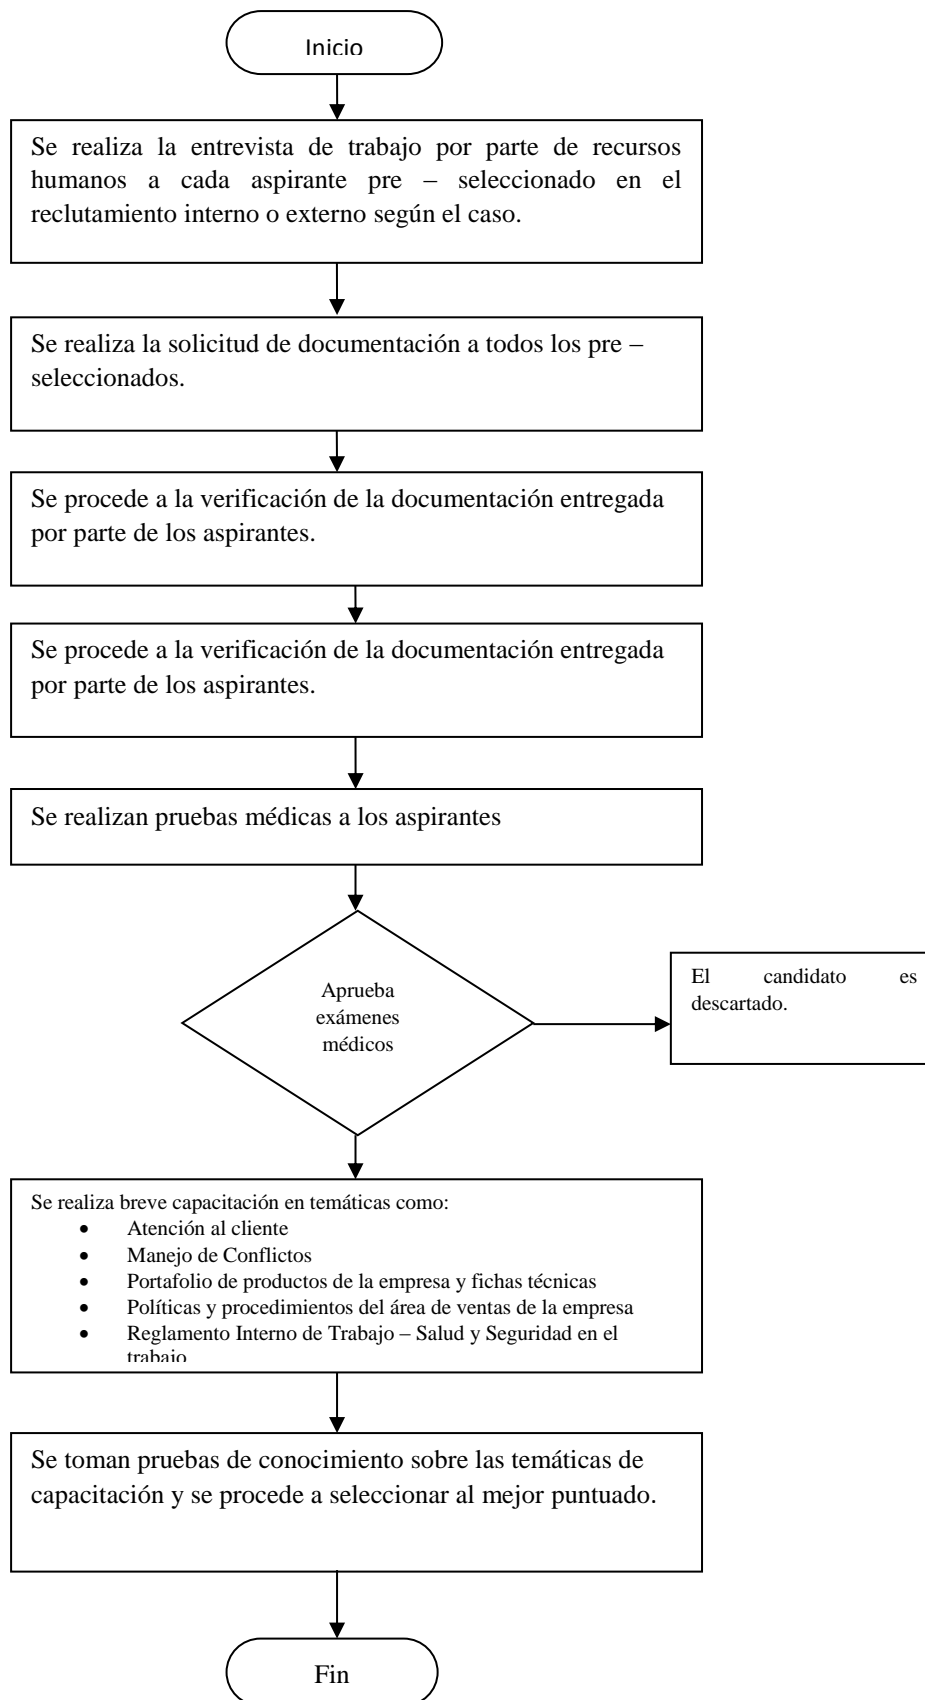 Inicio
Se realiza la entrevista de trabajo por parte de recursos
humanos a cada aspirante pre – seleccionado en el
reclutamiento interno o externo según el caso.
Se realiza la solicitud de documentación a todos los pre –
seleccionados.
Se procede a la verificación de la documentación entregada
por parte de los aspirantes.
Se procede a la verificación de la documentación entregada
por parte de los aspirantes.
Se realizan pruebas médicas a los aspirantes
Aprueba
exámenes
médicos
El candidato es
descartado.
Se realiza breve capacitación en temáticas como:
• Atención al cliente
• Manejo de Conflictos
• Portafolio de productos de la empresa y fichas técnicas
• Políticas y procedimientos del área de ventas de la empresa
• Reglamento Interno de Trabajo – Salud y Seguridad en el
trabajo
Se toman pruebas de conocimiento sobre las temáticas de
capacitación y se procede a seleccionar al mejor puntuado.
Fin